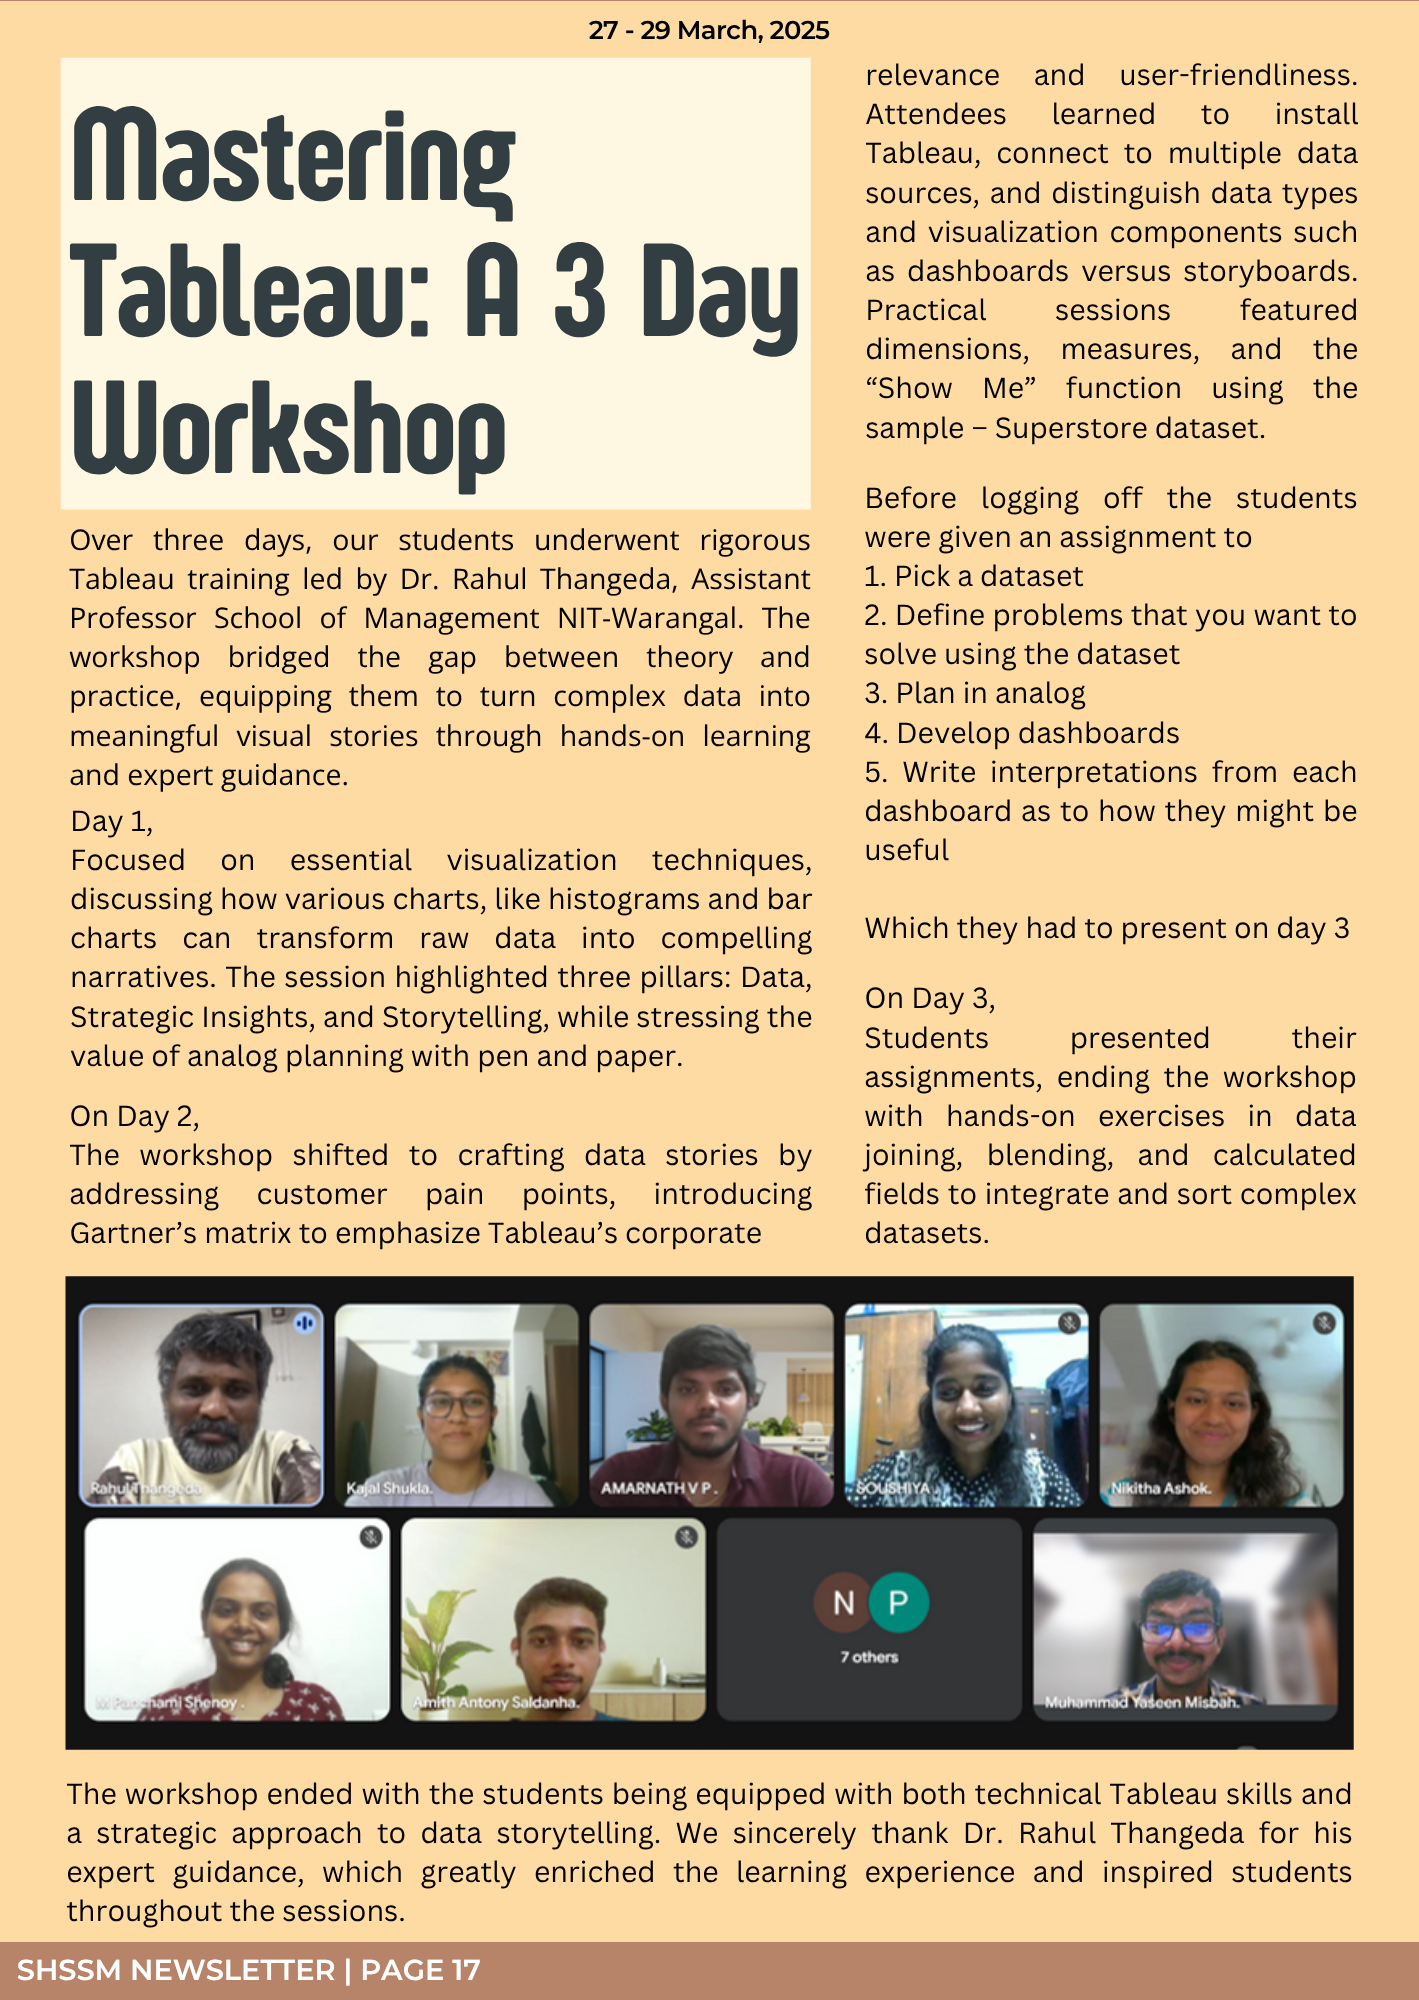 27 - 29 March, 2025
Mastering
Tableau: A 3 Day
Workshop
Over three days, our students underwent rigorous
Tableau training led by Dr. Rahul Thangeda, Assistant
Professor School of Management NIT-Warangal. The
workshop bridged the gap between theory and
practice, equipping them to turn complex data into
meaningful visual stories through hands-on learning
and expert guidance.
Day 1,
Focused on essential visualization techniques,
discussing how various charts, like histograms and bar
charts can transform raw data into compelling
narratives. The session highlighted three pillars: Data,
Strategic Insights, and Storytelling, while stressing the
value of analog planning with pen and paper.
On Day 2,
The workshop shifted to crafting data stories by
addressing customer pain points, introducing
Gartner’s matrix to emphasize Tableau’s corporate
relevance and user-friendliness.
Attendees learned to install
Tableau, connect to multiple data
sources, and distinguish data types
and visualization components such
as dashboards versus storyboards.
Practical sessions featured
dimensions, measures, and the
“Show Me” function using the
sample – Superstore dataset.
Before logging off the students
were given an assignment to
1. Pick a dataset
2. Define problems that you want to
solve using the dataset
3. Plan in analog
4. Develop dashboards
5. Write interpretations from each
dashboard as to how they might be
useful
Which they had to present on day 3
On Day 3,
Students presented their
assignments, ending the workshop
with hands-on exercises in data
joining, blending, and calculated
fields to integrate and sort complex
datasets.
Rahul Thangeda
Kajal Shukla.
AMARNATH V P .
SOUSHIYA .
Nikitha Ashok.
M Panchami Shenoy .
Amith Antony Saldanha.
N P
7 others
Muhammad Yaseen Misbah.
The workshop ended with the students being equipped with both technical Tableau skills and
a strategic approach to data storytelling. We sincerely thank Dr. Rahul Thangeda for his
expert guidance, which greatly enriched the learning experience and inspired students
throughout the sessions.
SHSSM NEWSLETTER | PAGE 17